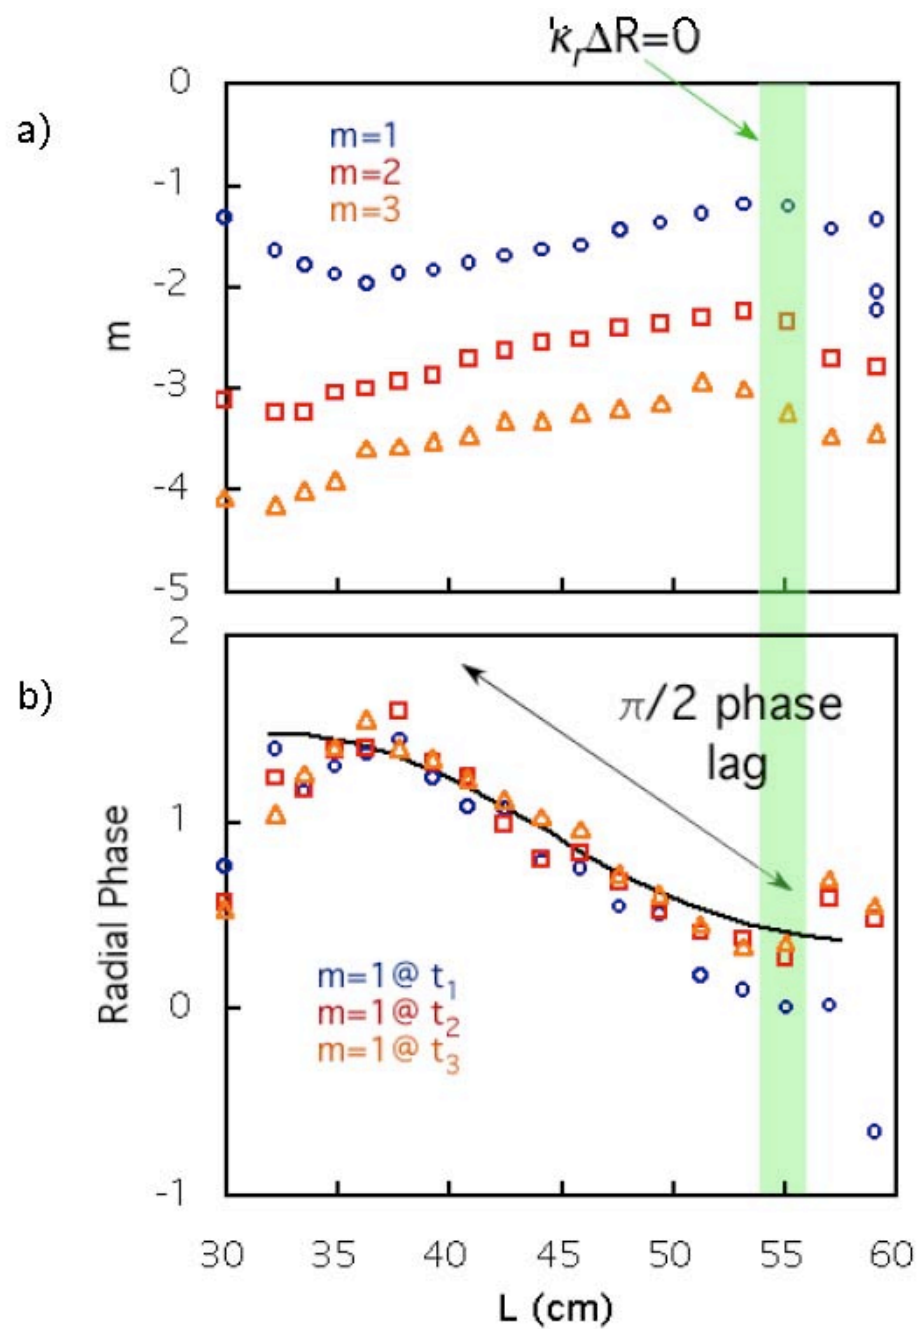 κᵣΔR=0
a)
0
-1
-2
-3
-4
-5
m
m=1
m=2
m=3
b)
2
1
0
-1
Radial Phase
π/2 phase
lag
m=1@ t₁
m=1@ t₂
m=1@ t₃
30 35 40 45 50 55 60
L (cm)